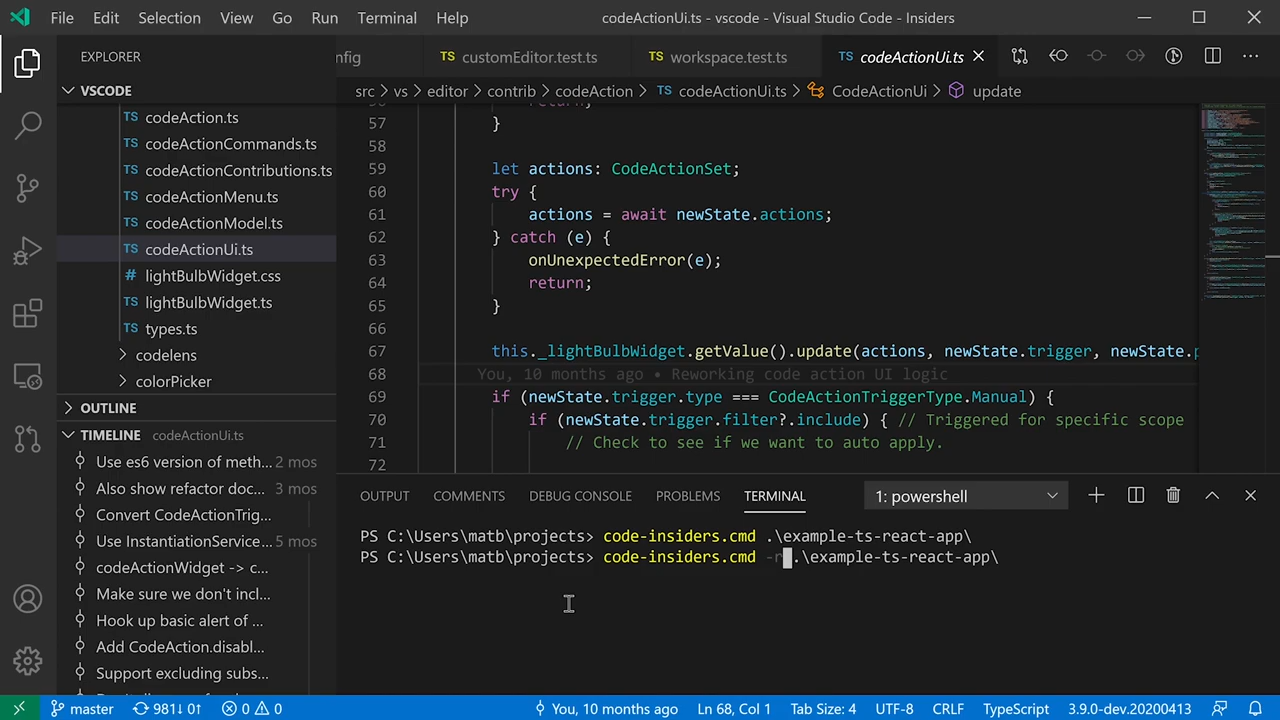 File Edit Selection View Go Run Terminal Help codeActionUi.ts - vscode - Visual Studio Code - Insiders
EXPLORER
VSCODE
TS codeAction.ts
TS codeActionCommands.ts
TS codeActionContributions.ts
TS codeActionMenu.ts
TS codeActionModel.ts
TS codeActionUi.ts
# lightBulbWidget.css
TS lightBulbWidget.ts
TS types.ts
codelens
colorPicker
OUTLINE
TIMELINE codeActionUi.ts
Use es6 version of meth... 2 mos
Also show refactor doc... 3 mos
Convert CodeActionTrig...
Use InstantiationService... 5 mos
codeActionWidget -> c...
Make sure we don't incl...
Hook up basic alert of ...
Add CodeAction.disabl...
Support excluding subs...
nfig TS customEditor.test.ts TS workspace.test.ts TS codeActionUi.ts
src > vs > editor > contrib > codeAction > TS codeActionUi.ts > CodeActionUi > update
57 }
58
59 let actions: CodeActionSet;
60 try {
61 actions = await newState.actions;
62 } catch (e) {
63 onUnexpectedError(e);
64 return;
65 }
66
67 this._lightBulbWidget.getValue().update(actions, newState.trigger, newState.p
68 You, 10 months ago • Reworking code action UI logic
69 if (newState.trigger.type === CodeActionTriggerType.Manual) {
70 if (newState.trigger.filter?.include) { // Triggered for specific scope
71 // Check to see if we want to auto apply.
72
OUTPUT COMMENTS DEBUG CONSOLE PROBLEMS TERMINAL 1: powershell
PS C:\Users\matb\projects> code-insiders.cmd .\example-ts-react-app\
PS C:\Users\matb\projects> code-insiders.cmd -r .\example-ts-react-app\
master 981↓ 0↑ 0 0 You, 10 months ago Ln 68, Col 1 Tab Size: 4 UTF-8 CRLF TypeScript 3.9.0-dev.20200413